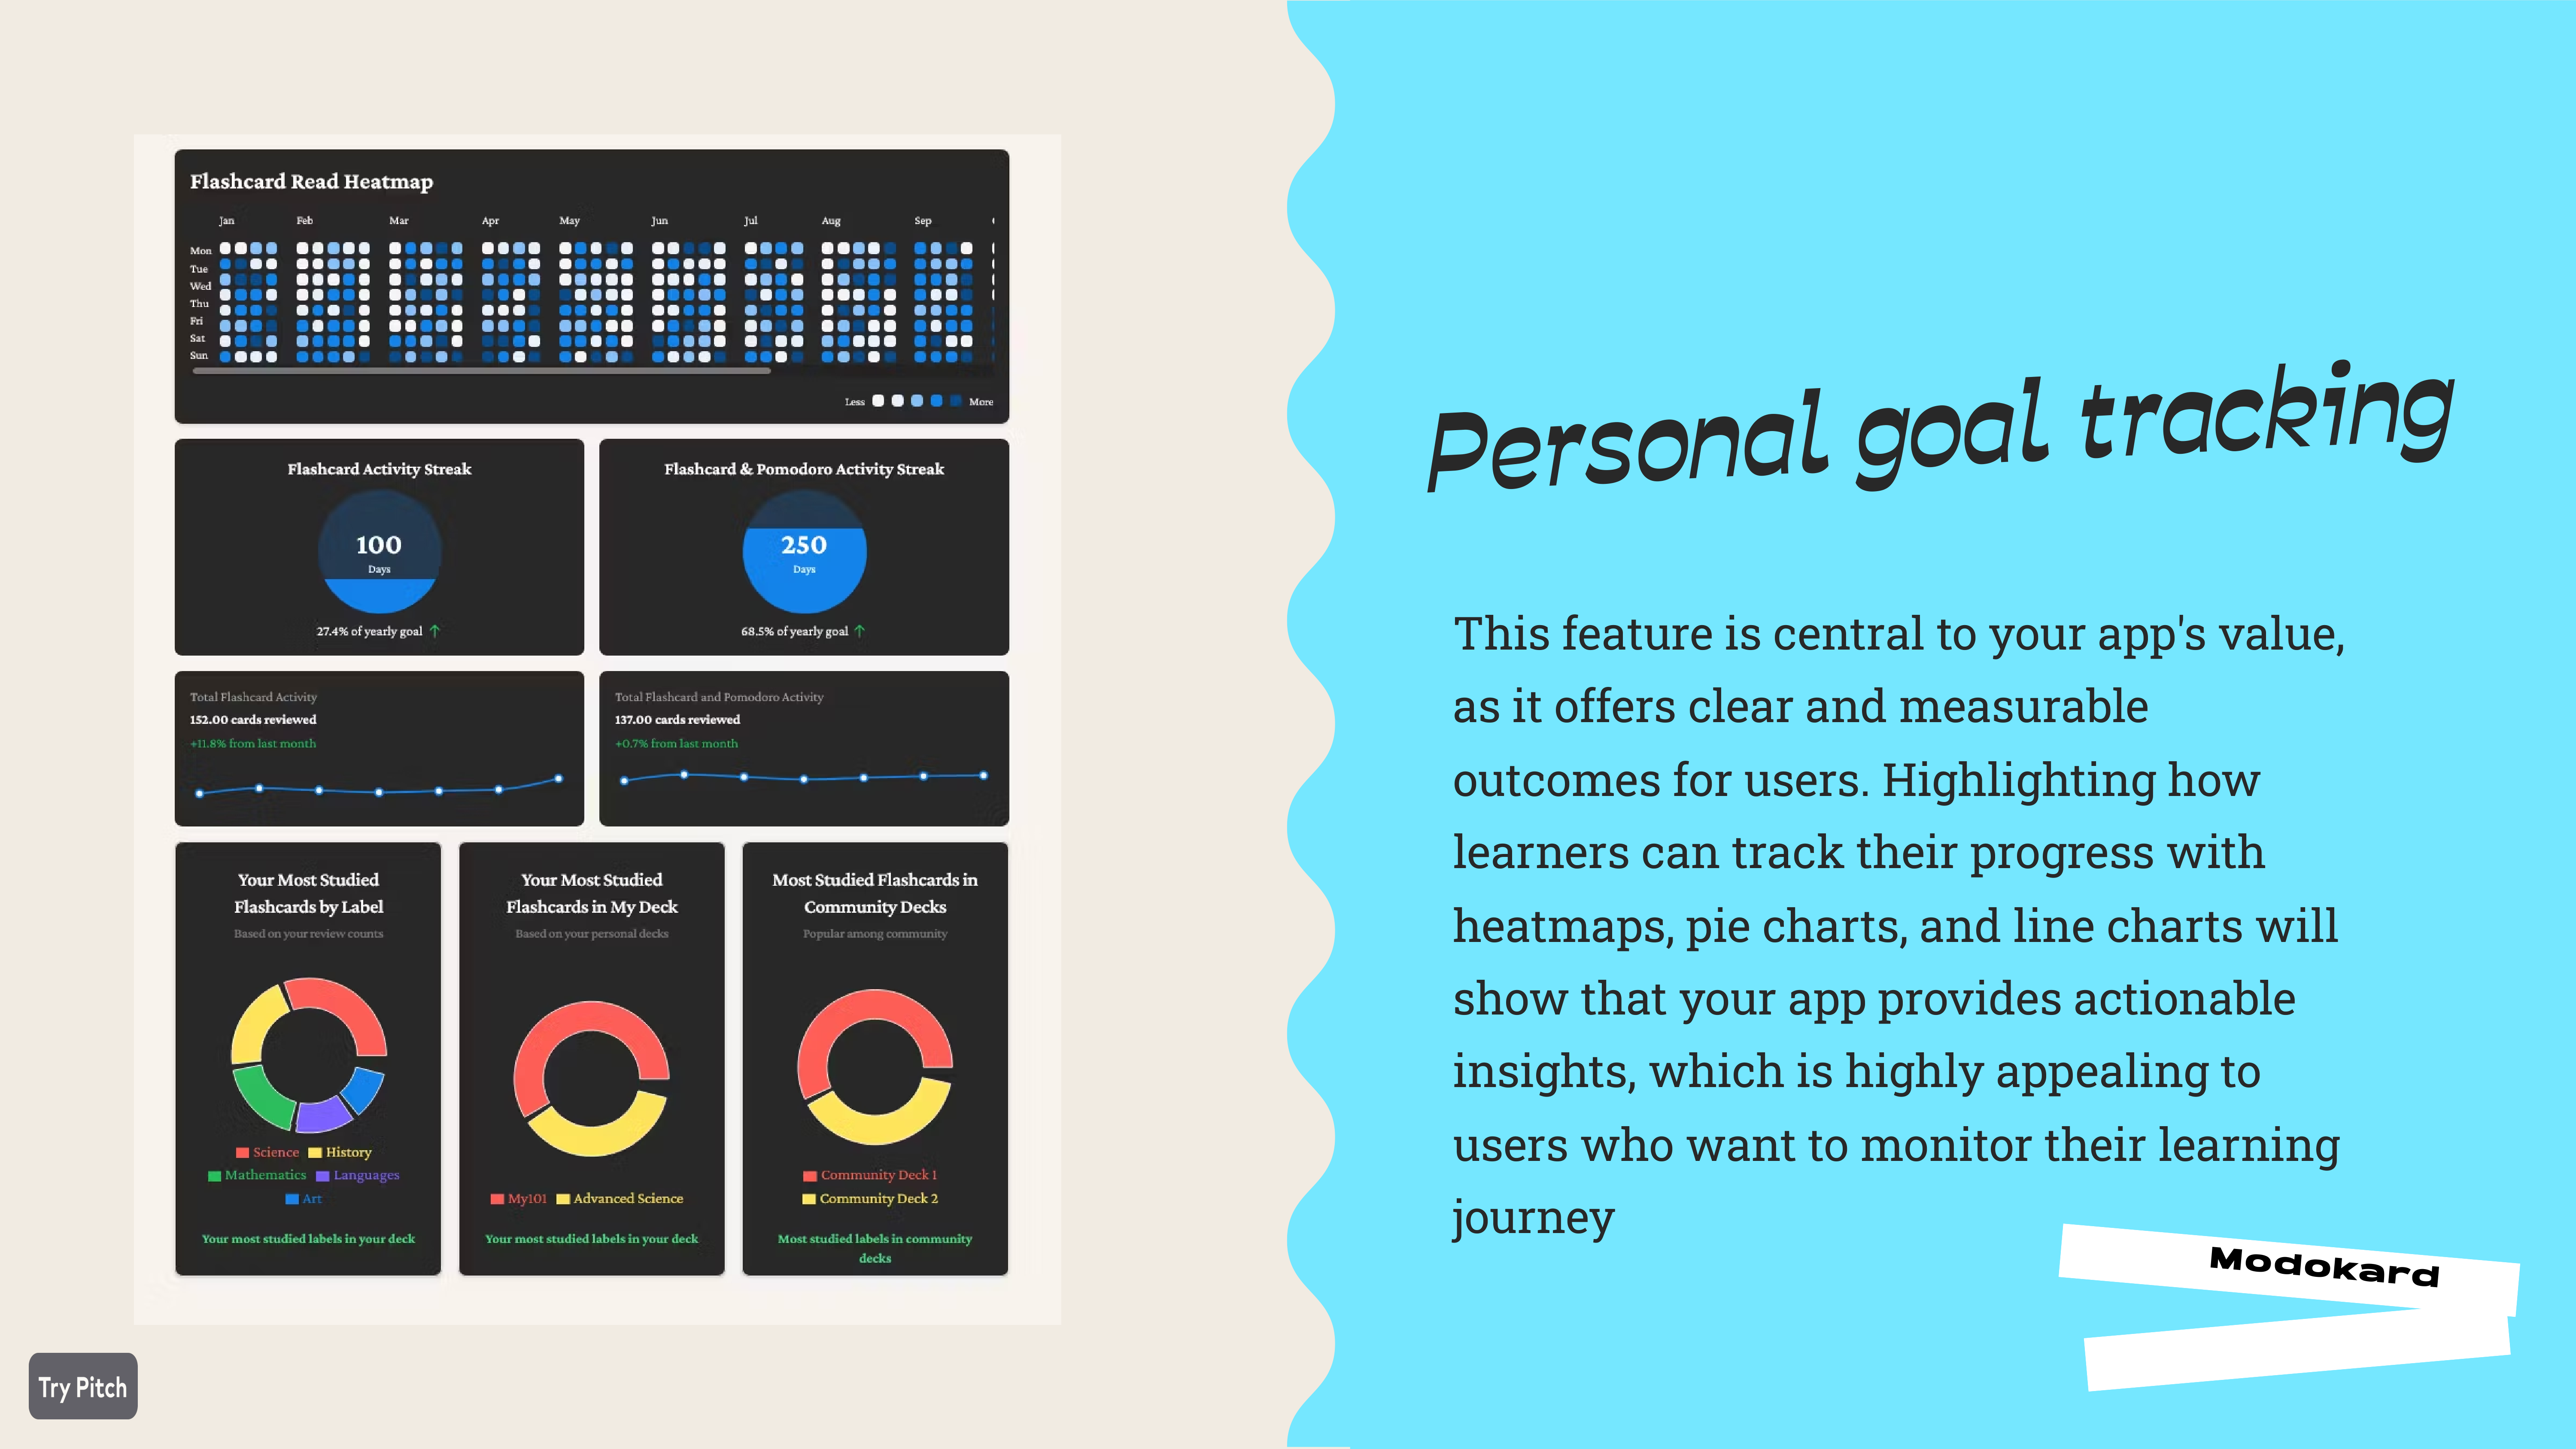 Flashcard Read Heatmap
Jan Feb Mar Apr May Jun Jul Aug Sep
Mon
Tue
Wed
Thu
Fri
Sat
Sun
Less More
Flashcard Activity Streak
100
Days
27.4% of yearly goal ↑
Flashcard & Pomodoro Activity Streak
250
Days
68.5% of yearly goal ↑
Total Flashcard Activity
152.00 cards reviewed
+11.8% from last month
Total Flashcard and Pomodoro Activity
137.00 cards reviewed
+0.7% from last month
Your Most Studied
Flashcards by Label
Based on your review counts
Science History
Mathematics Languages
Art
Your most studied labels in your deck
Your Most Studied
Flashcards in My Deck
Based on your personal decks
My101 Advanced Science
Your most studied labels in your deck
Most Studied Flashcards in
Community Decks
Popular among community
Community Deck 1
Community Deck 2
Most studied labels in community
decks
Personal goal tracking
This feature is central to your app's value,
as it offers clear and measurable
outcomes for users. Highlighting how
learners can track their progress with
heatmaps, pie charts, and line charts will
show that your app provides actionable
insights, which is highly appealing to
users who want to monitor their learning
journey
Modokard
Try Pitch